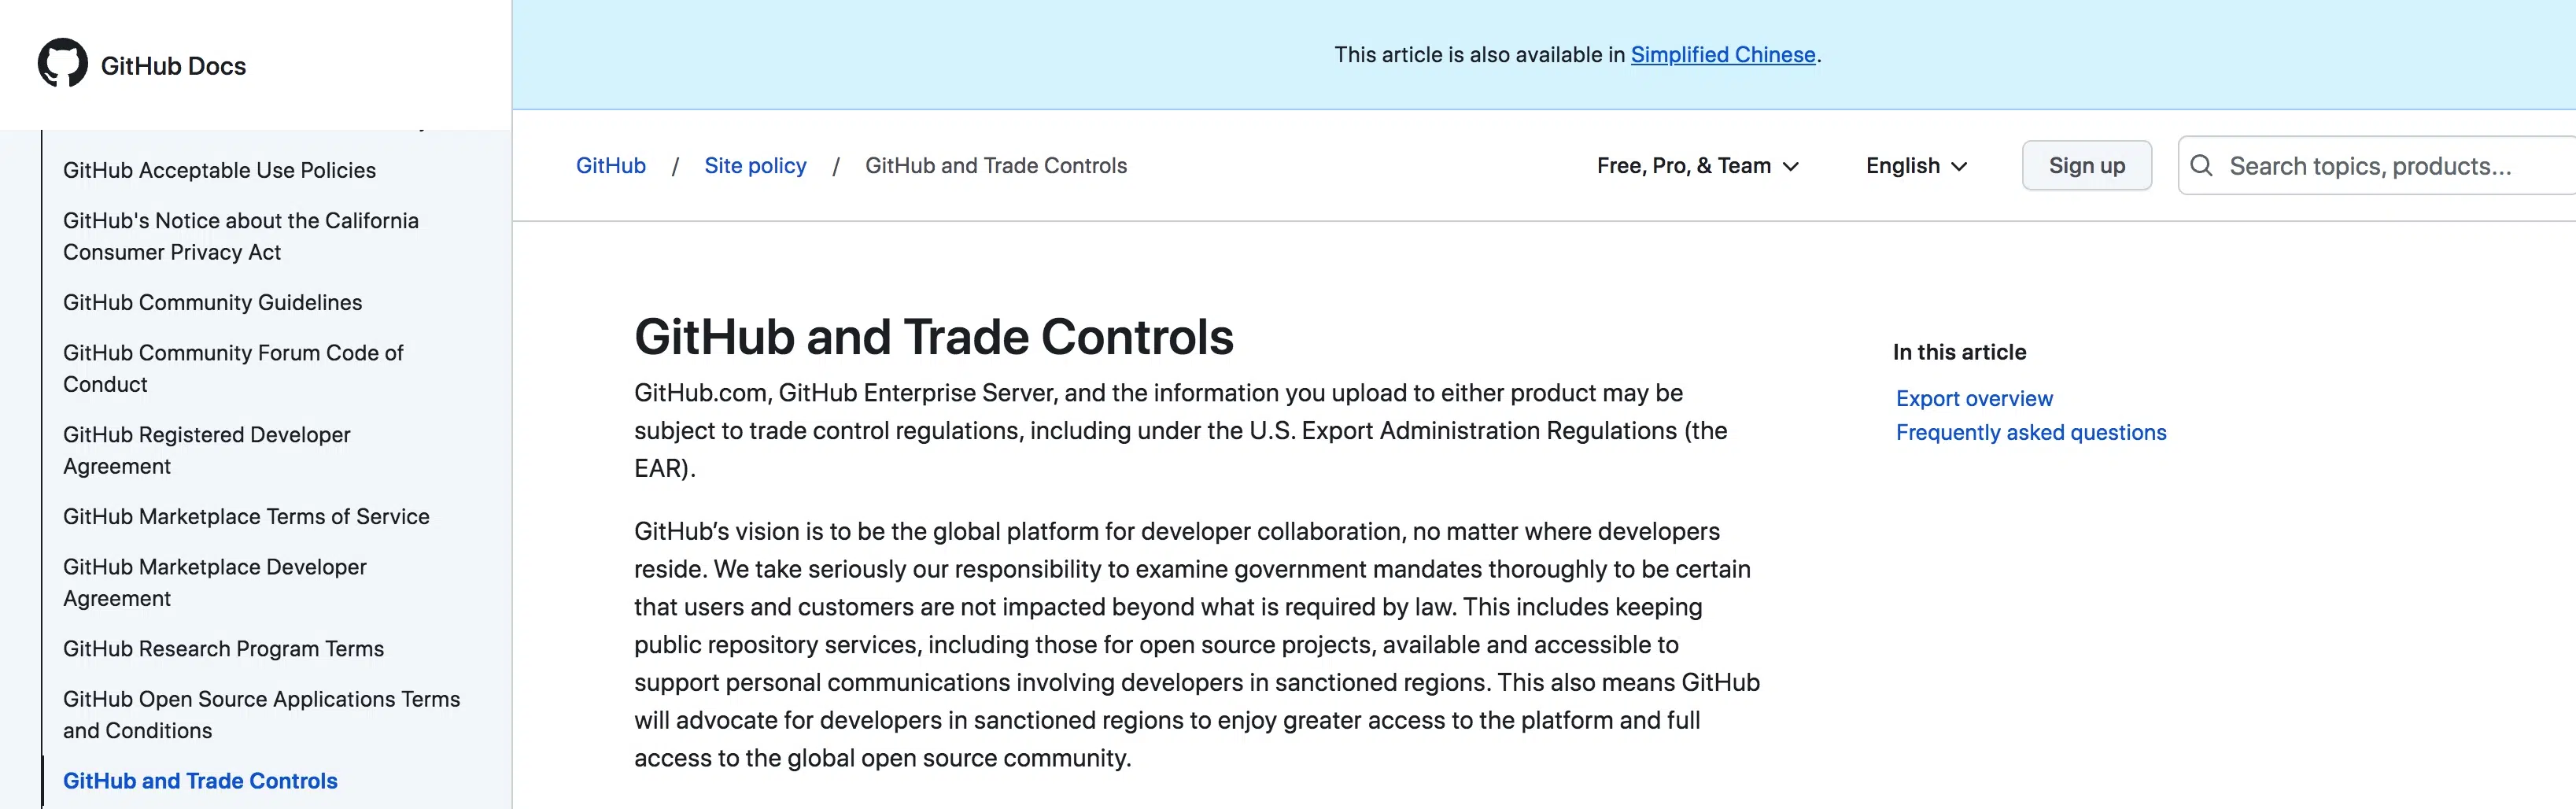 GitHub Docs
GitHub Acceptable Use Policies
GitHub's Notice about the California
Consumer Privacy Act
GitHub Community Guidelines
GitHub Community Forum Code of
Conduct
GitHub Registered Developer
Agreement
GitHub Marketplace Terms of Service
GitHub Marketplace Developer
Agreement
GitHub Research Program Terms
GitHub Open Source Applications Terms
and Conditions
GitHub and Trade Controls
This article is also available in Simplified Chinese.
GitHub / Site policy / GitHub and Trade Controls
Free, Pro, & Team
English
Sign up
Search topics, products...
GitHub and Trade Controls
GitHub.com, GitHub Enterprise Server, and the information you upload to either product may be
subject to trade control regulations, including under the U.S. Export Administration Regulations (the
EAR).
GitHub’s vision is to be the global platform for developer collaboration, no matter where developers
reside. We take seriously our responsibility to examine government mandates thoroughly to be certain
that users and customers are not impacted beyond what is required by law. This includes keeping
public repository services, including those for open source projects, available and accessible to
support personal communications involving developers in sanctioned regions. This also means GitHub
will advocate for developers in sanctioned regions to enjoy greater access to the platform and full
access to the global open source community.
In this article
Export overview
Frequently asked questions